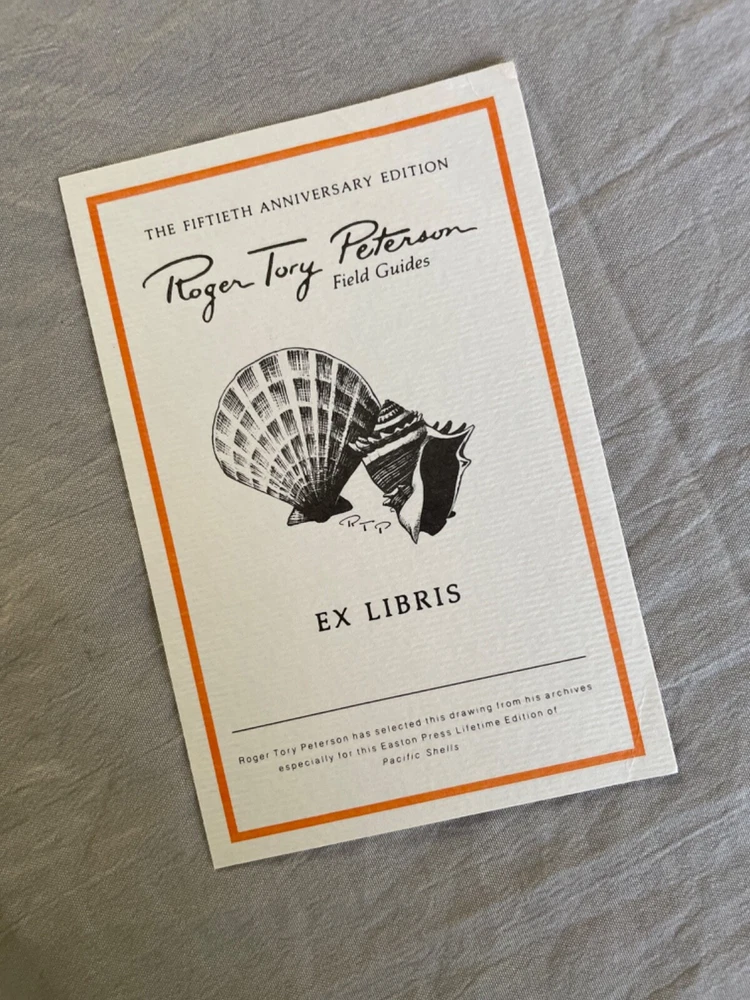 THE FIFTIETH ANNIVERSARY EDITION
Roger Tory Peterson
Field Guides
RTP
EX LIBRIS
Roger Tory Peterson has selected this drawing from his archives
especially for this Easton Press Lifetime Edition of
Pacific Shells